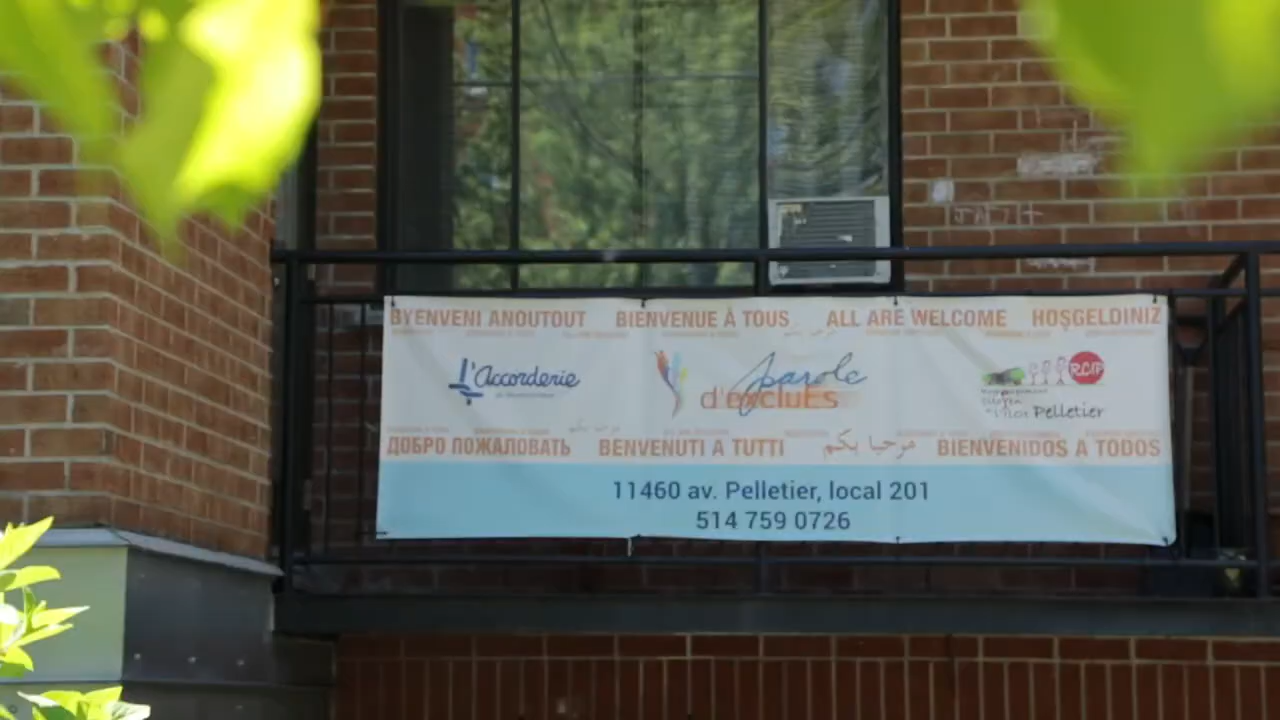 BYENVENI ANOUTOUT BIENVENUE À TOUS ALL ARE WELCOME HOŞGELDINIZ
L'Accorderie
parole
d'excluEs
RCIP
Pelletier
ДОБРО ПОЖАЛОВАТЬ BENVENUTI A TUTTI مرحبا بكم BIENVENIDOS A TODOS
11460 av. Pelletier, local 201
514 759 0726